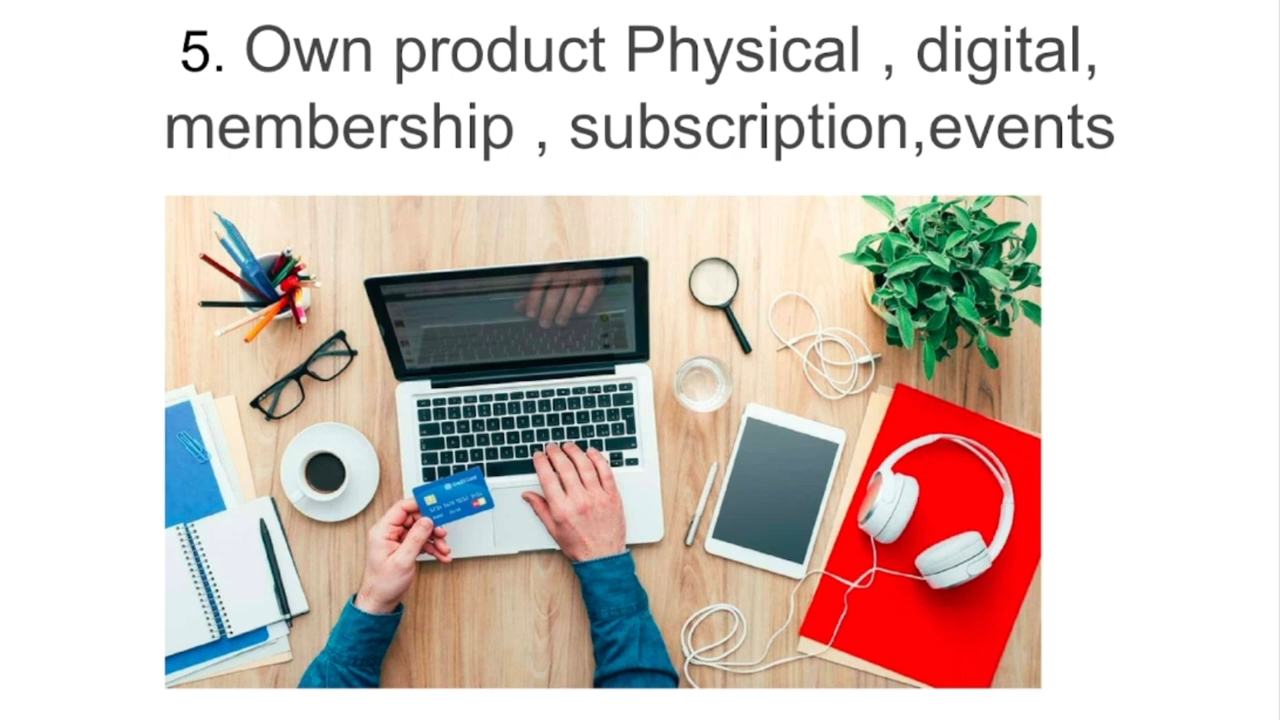 5. Own product Physical , digital,
membership , subscription,events